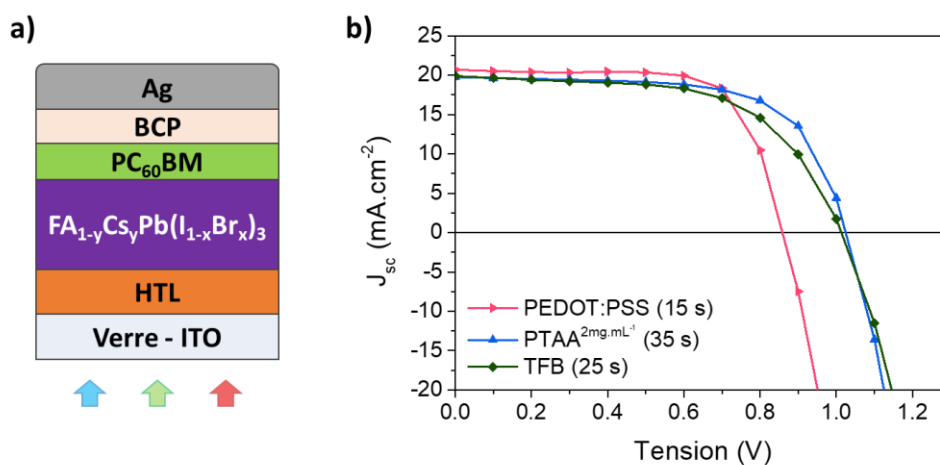 a)
Ag
BCP
PC₆₀BM
FA₁₋yCsyPb(I₁₋ₓBrₓ)₃
HTL
Verre - ITO
b)
25
20
15
10
5
0
-5
-10
-15
-20
J_sc (mA.cm⁻²)
PEDOT:PSS (15 s)
PTAA²ᵐᵍ·ᵐᴸ⁻¹ (35 s)
TFB (25 s)
0.0 0.2 0.4 0.6 0.8 1.0 1.2
Tension (V)